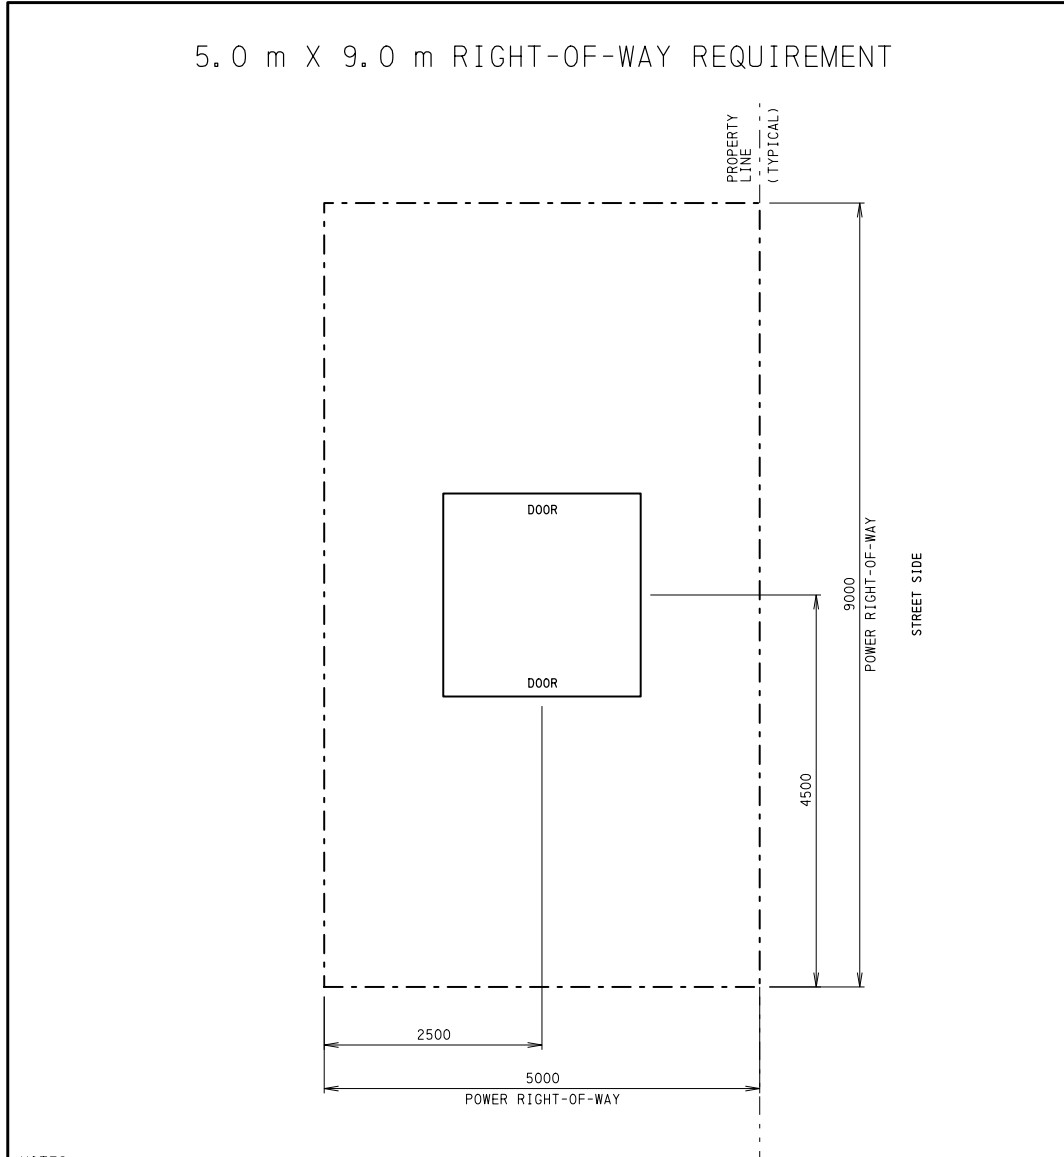 5.0 m X 9.0 m RIGHT-OF-WAY REQUIREMENT
PROPERTY
LINE
(TYPICAL)
DOOR
DOOR
9000
POWER RIGHT-OF-WAY
STREET SIDE
4500
2500
5000
POWER RIGHT-OF-WAY